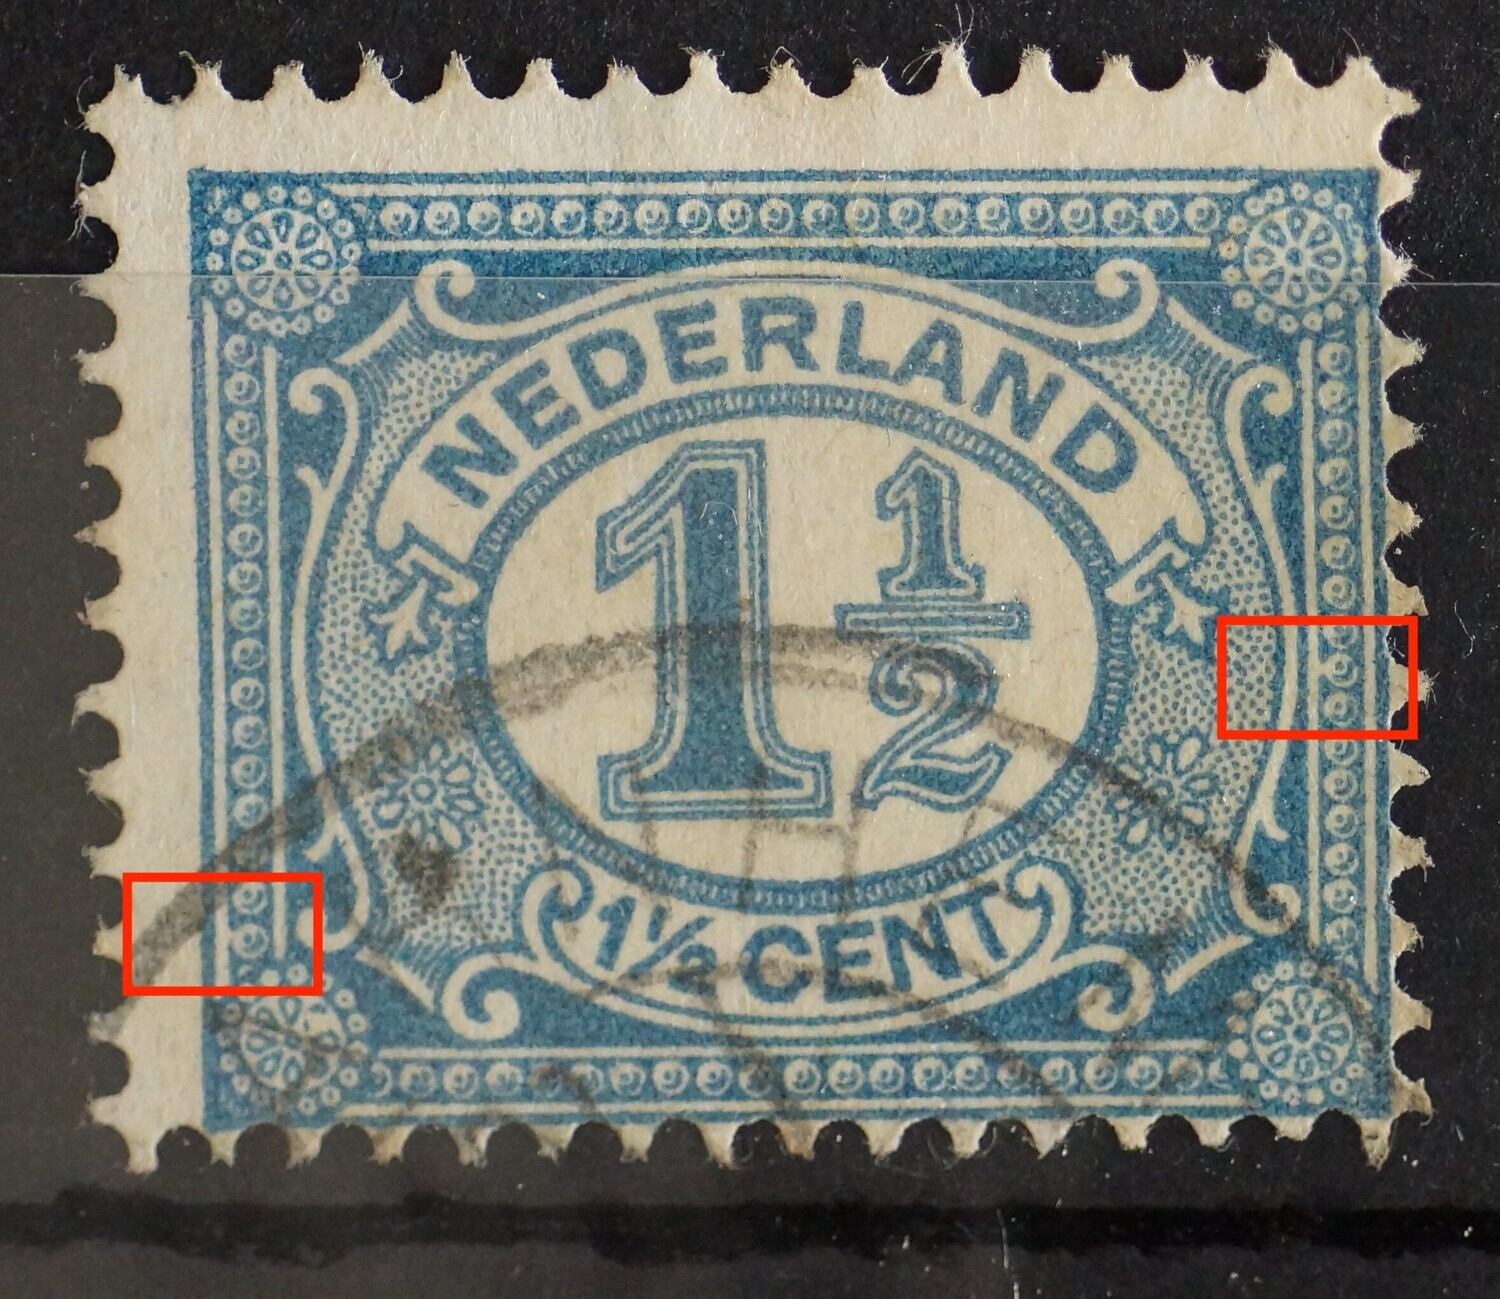 NEDERLAND
1 1/2
1½ CENT